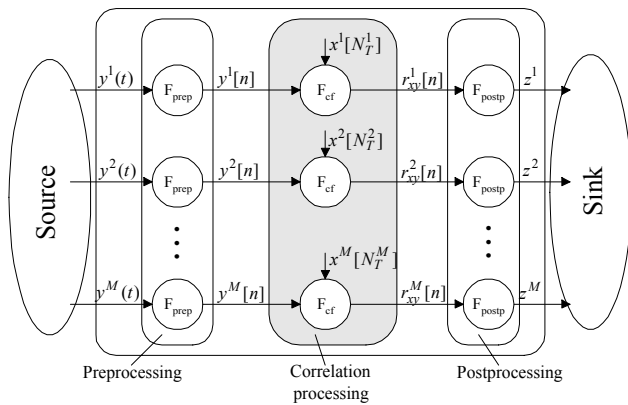 x¹[N_T¹]
y¹(t) F_prep y¹[n] F_cf r_xy¹[n] F_postp z¹
x²[N_T²]
y²(t) F_prep y²[n] F_cf r_xy²[n] F_postp z²
Source
Sink
x^M[N_T^M]
y^M(t) F_prep y^M[n] F_cf r_xy^M[n] F_postp z^M
Preprocessing
Correlation
processing
Postprocessing